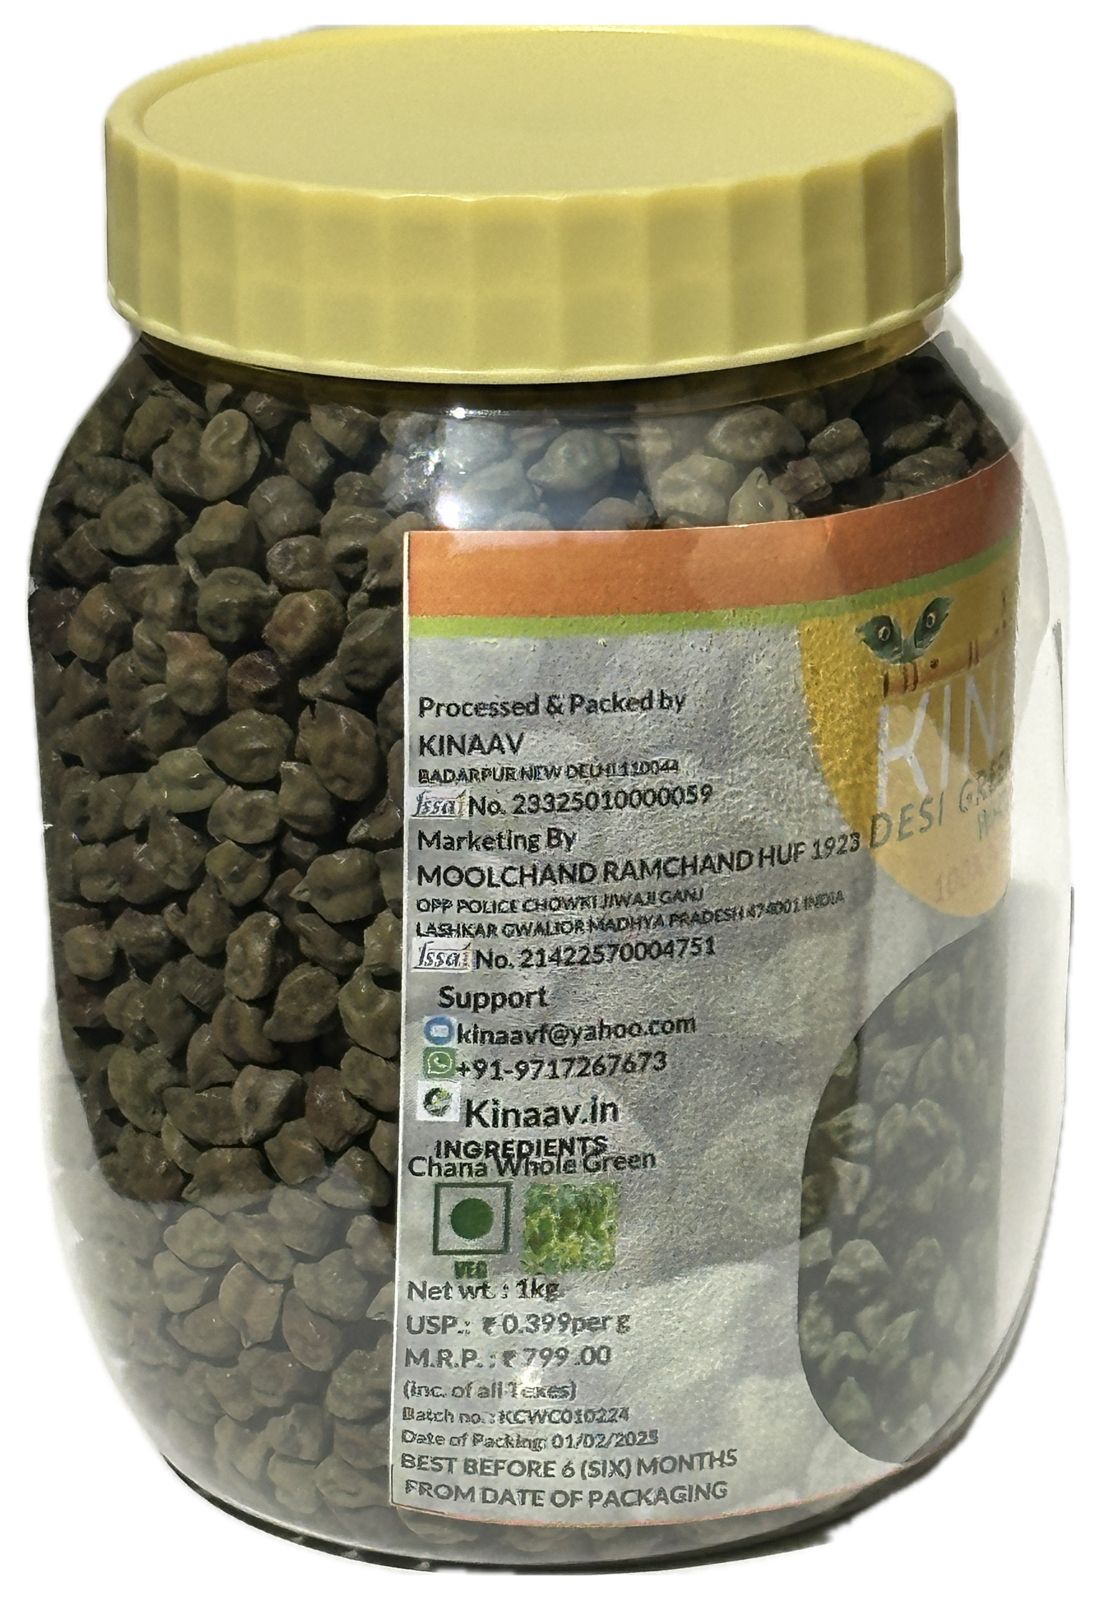 Processed & Packed by
KINAAV
BADARPUR NEW DELHI 110044
fssai No. 23325010000059
Marketing By
MOOLCHAND RAMCHAND HUF 1923
OPP POLICE CHOWKI JIWAJI GANJ
LASHKAR GWALIOR MADHYA PRADESH 474001 INDIA
fssai No. 21422570004751
Support
kinaavf@yahoo.com
+91-9717267673
Kinaav.in
INGREDIENTS
Chana Whole Green
VEG
Net wt. : 1kg
USP.: ₹ 0.399per g
M.R.P. : ₹ 799.00
(inc. of all Texes)
Batch no. : KCWC010224
Date of Packing: 01/02/2025
BEST BEFORE 6 (SIX) MONTHS
FROM DATE OF PACKAGING
KIN
DESI GREE